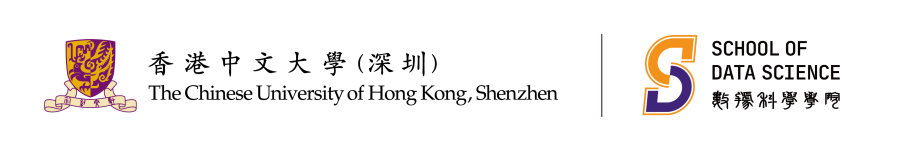 香港中文大學(深圳)
The Chinese University of Hong Kong, Shenzhen
SCHOOL OF
DATA SCIENCE
數據科學學院